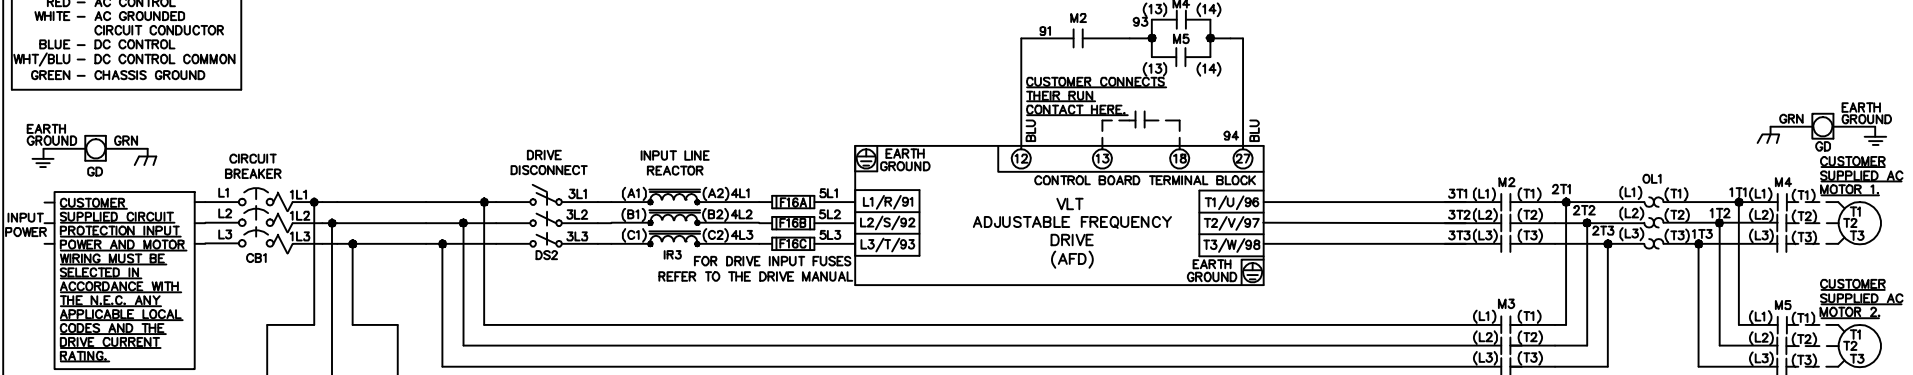 RED – AC CONTROL
WHITE – AC GROUNDED
CIRCUIT CONDUCTOR
BLUE – DC CONTROL
WHT/BLU – DC CONTROL COMMON
GREEN – CHASSIS GROUND
EARTH
GROUND
GRN
GD
INPUT
POWER
CUSTOMER
SUPPLIED CIRCUIT
PROTECTION INPUT
POWER AND MOTOR
WIRING MUST BE
SELECTED IN
ACCORDANCE WITH
THE N.E.C. ANY
APPLICABLE LOCAL
CODES AND THE
DRIVE CURRENT
RATING.
CIRCUIT
BREAKER
L1 1L1
L2 1L2
L3 1L3
CB1
DRIVE
DISCONNECT
3L1
3L2
3L3
DS2
INPUT LINE
REACTOR
(A1) (A2) 4L1
(B1) (B2) 4L2
(C1) (C2) 4L3
IR3
F16A 5L1
F16B 5L2
F16C 5L3
FOR DRIVE INPUT FUSES
REFER TO THE DRIVE MANUAL
91 M2 93
(13) M4 (14)
M5
(13) (14)
CUSTOMER CONNECTS
THEIR RUN
CONTACT HERE.
BLU
94 BLU
EARTH
GROUND
12 13 18 27
CONTROL BOARD TERMINAL BLOCK
L1/R/91
L2/S/92
L3/T/93
VLT
ADJUSTABLE FREQUENCY
DRIVE
(AFD)
T1/U/96
T2/V/97
T3/W/98
EARTH
GROUND
M2
3T1 (L1) (T1) 2T1
3T2 (L2) (T2) 2T2
3T3 (L3) (T3) 2T3
M3
(L1) (T1)
(L2) (T2)
(L3) (T3)
OL1
(L1) (T1) 1T1
(L2) (T2) 1T2
(L3) (T3) 1T3
GRN
EARTH
GROUND
GD
CUSTOMER
SUPPLIED AC
MOTOR 1.
M4
(L1) (T1) T1
(L2) (T2) T2
(L3) (T3) T3
CUSTOMER
SUPPLIED AC
MOTOR 2.
M5
(L1) (T1) T1
(L2) (T2) T2
(L3) (T3) T3